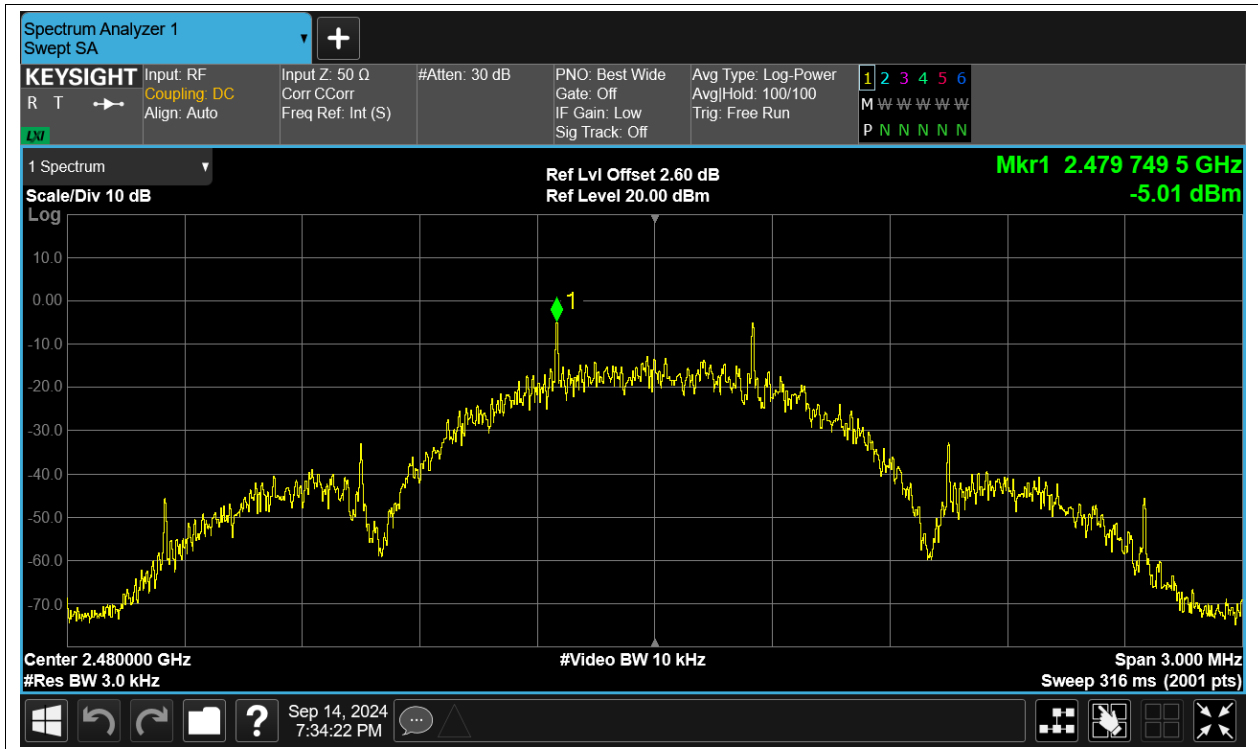 Spectrum Analyzer 1
Swept SA
+
KEYSIGHT
R T
LXI
Input: RF
Coupling: DC
Align: Auto
Input Z: 50 Ω
Corr CCorr
Freq Ref: Int (S)
#Atten: 30 dB
PNO: Best Wide
Gate: Off
IF Gain: Low
Sig Track: Off
Avg Type: Log-Power
Avg|Hold: 100/100
Trig: Free Run
1 2 3 4 5 6
M W W W W W
P N N N N N
1 Spectrum
Scale/Div 10 dB
Ref Lvl Offset 2.60 dB
Ref Level 20.00 dBm
Mkr1 2.479 749 5 GHz
-5.01 dBm
Log
10.0
0.00
-10.0
-20.0
-30.0
-40.0
-50.0
-60.0
-70.0
1
Center 2.480000 GHz
#Video BW 10 kHz
Span 3.000 MHz
#Res BW 3.0 kHz
Sweep 316 ms (2001 pts)
?
Sep 14, 2024
7:34:22 PM